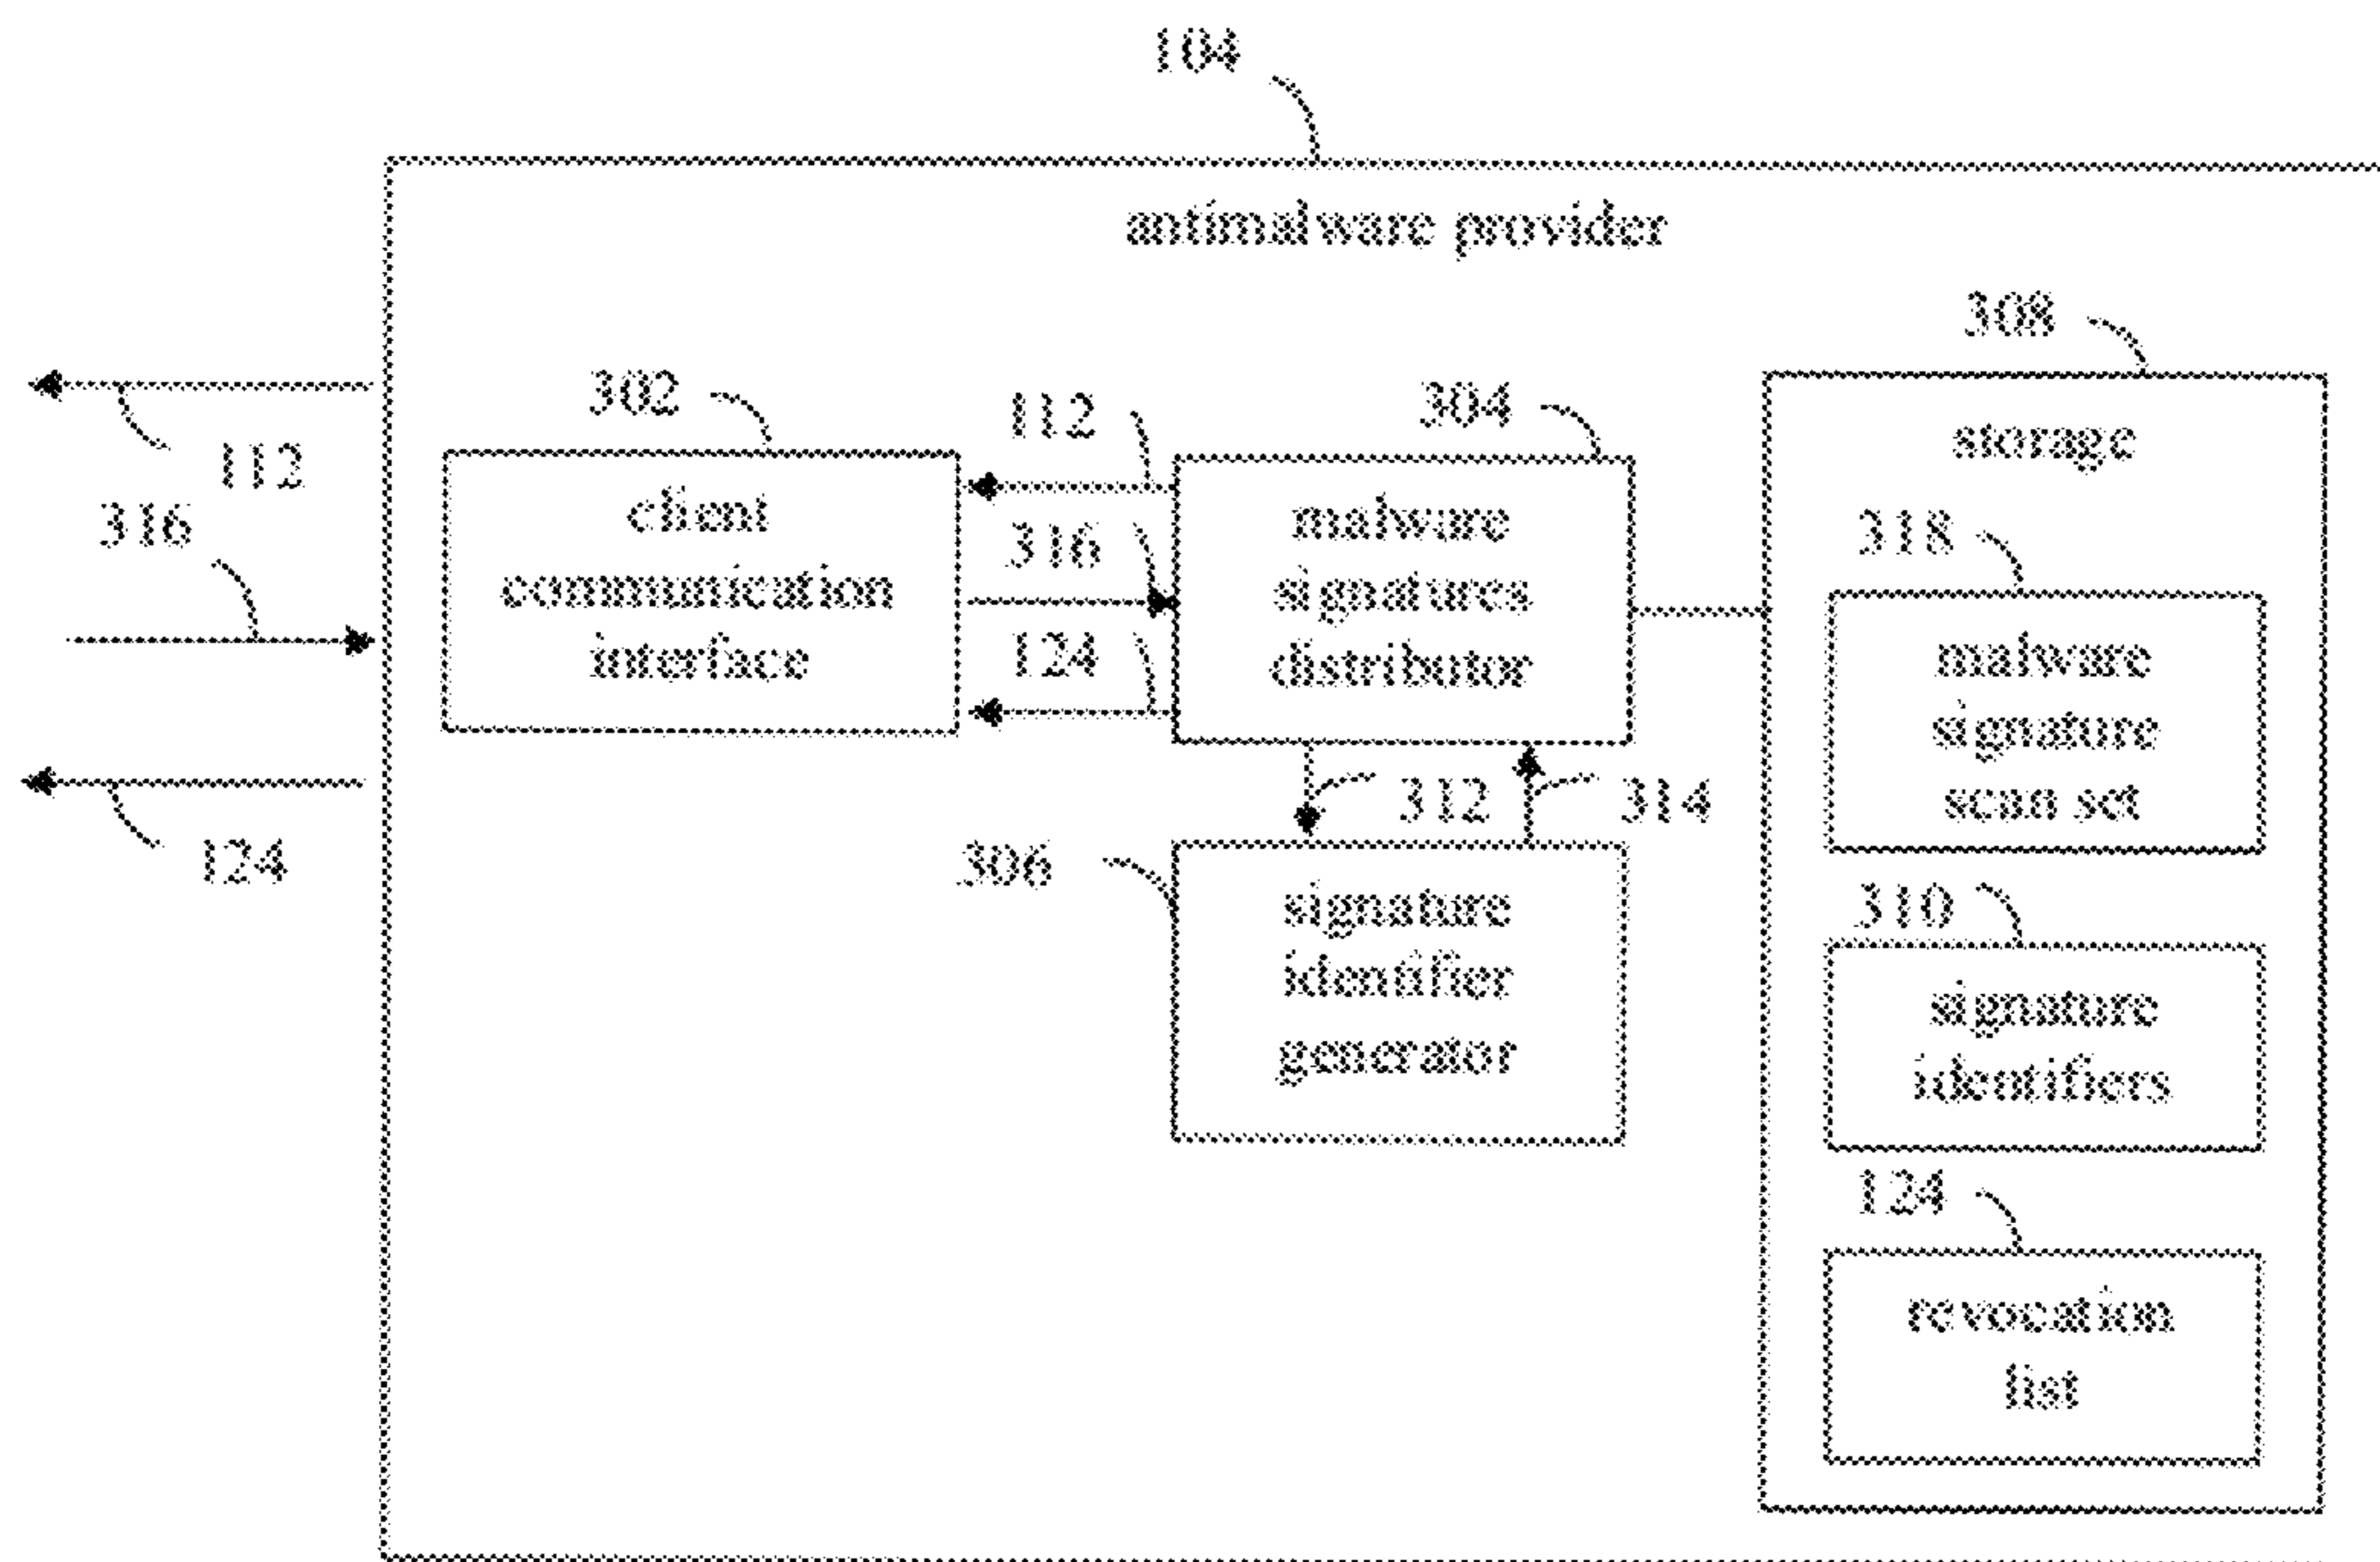 104
antimalware provider
308
storage
302
112
304
112
client
communication
interface
316
316
malware
signatures
distributor
318
malware
signature
scan set
124
124
312
314
306
signature
identifier
generator
310
signature
identifiers
124
revocation
list